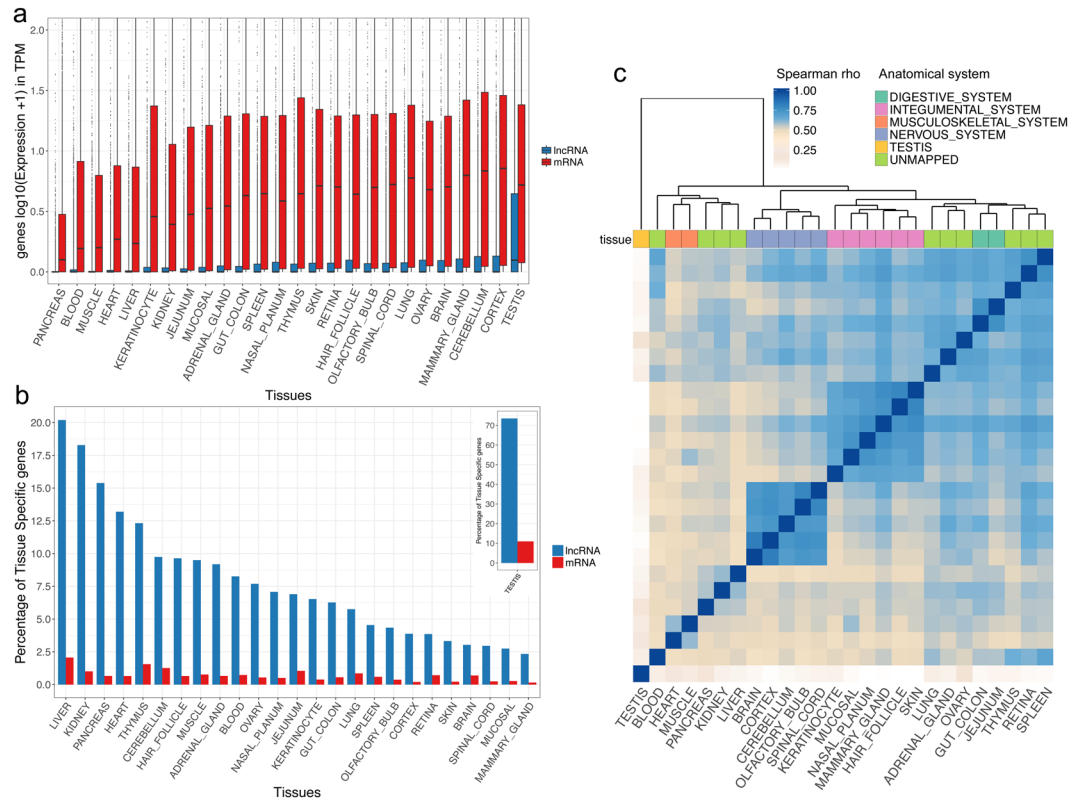 a
genes log10(Expression +1) in TPM
2.0
1.5
1.0
0.5
0.0
lncRNA
mRNA
PANCREAS
BLOOD
MUSCLE
HEART
LIVER
KERATINOCYTE
KIDNEY
JEJUNUM
MUCOSAL
ADRENAL_GLAND
GUT_COLON
SPLEEN
NASAL_PLANUM
THYMUS
SKIN
RETINA
HAIR_FOLLICLE
OLFACTORY_BULB
SPINAL_CORD
LUNG
OVARY
BRAIN
MAMMARY_GLAND
CEREBELLUM
CORTEX
TESTIS
Tissues
b
Percentage of Tissue Specific genes
20.0
17.5
15.0
12.5
10.0
7.5
5.0
2.5
0.0
Percentage of Tissue Specific genes
70
60
50
40
30
20
10
0
TESTIS
lncRNA
mRNA
LIVER
KIDNEY
PANCREAS
HEART
THYMUS
CEREBELLUM
HAIR_FOLLICLE
MUSCLE
ADRENAL_GLAND
BLOOD
OVARY
NASAL_PLANUM
JEJUNUM
KERATINOCYTE
GUT_COLON
LUNG
SPLEEN
OLFACTORY_BULB
CORTEX
RETINA
SKIN
BRAIN
SPINAL_CORD
MUCOSAL
MAMMARY_GLAND
Tissues
c
Spearman rho
1.00
0.75
0.50
0.25
Anatomical system
DIGESTIVE_SYSTEM
INTEGUMENTAL_SYSTEM
MUSCULOSKELETAL_SYSTEM
NERVOUS_SYSTEM
TESTIS
UNMAPPED
tissue
TESTIS
BLOOD
HEART
MUSCLE
PANCREAS
KIDNEY
LIVER
BRAIN
CORTEX
CEREBELLUM
OLFACTORY_BULB
SPINAL_CORD
KERATINOCYTE
MUCOSAL
NASAL_PLANUM
MAMMARY_GLAND
HAIR_FOLLICLE
SKIN
LUNG
ADRENAL_GLAND
OVARY
GUT_COLON
JEJUNUM
THYMUS
RETINA
SPLEEN